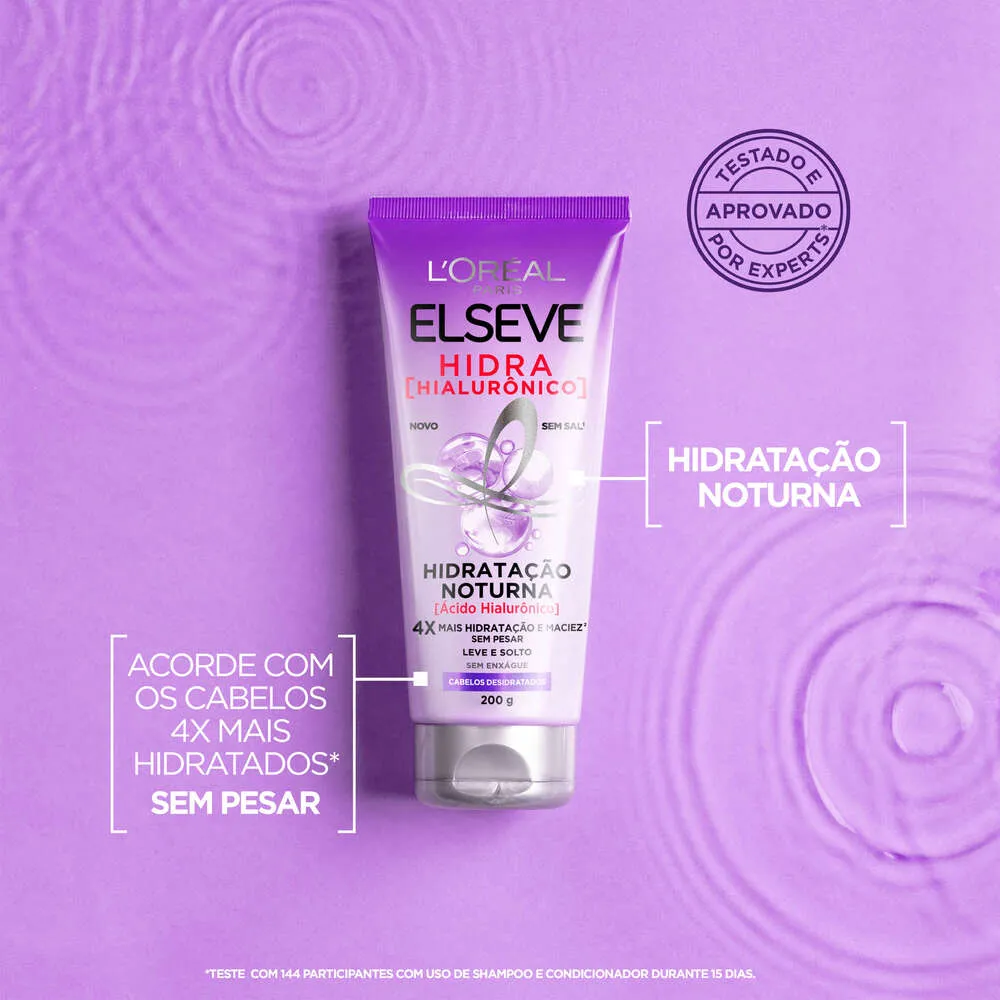 TESTADO E
APROVADO
POR EXPERTS*
L'ORÉAL
PARIS
ELSEVE
HIDRA
[HIALURÔNICO]
NOVO
SEM SAL¹
HIDRATAÇÃO
NOTURNA
HIDRATAÇÃO
NOTURNA
[Ácido Hialurônico]
4X MAIS HIDRATAÇÃO E MACIEZ²
SEM PESAR
LEVE E SOLTO
SEM ENXÁGUE
CABELOS DESIDRATADOS
200 g
ACORDE COM
OS CABELOS
4X MAIS
HIDRATADOS*
SEM PESAR
*TESTE COM 144 PARTICIPANTES COM USO DE SHAMPOO E CONDICIONADOR DURANTE 15 DIAS.